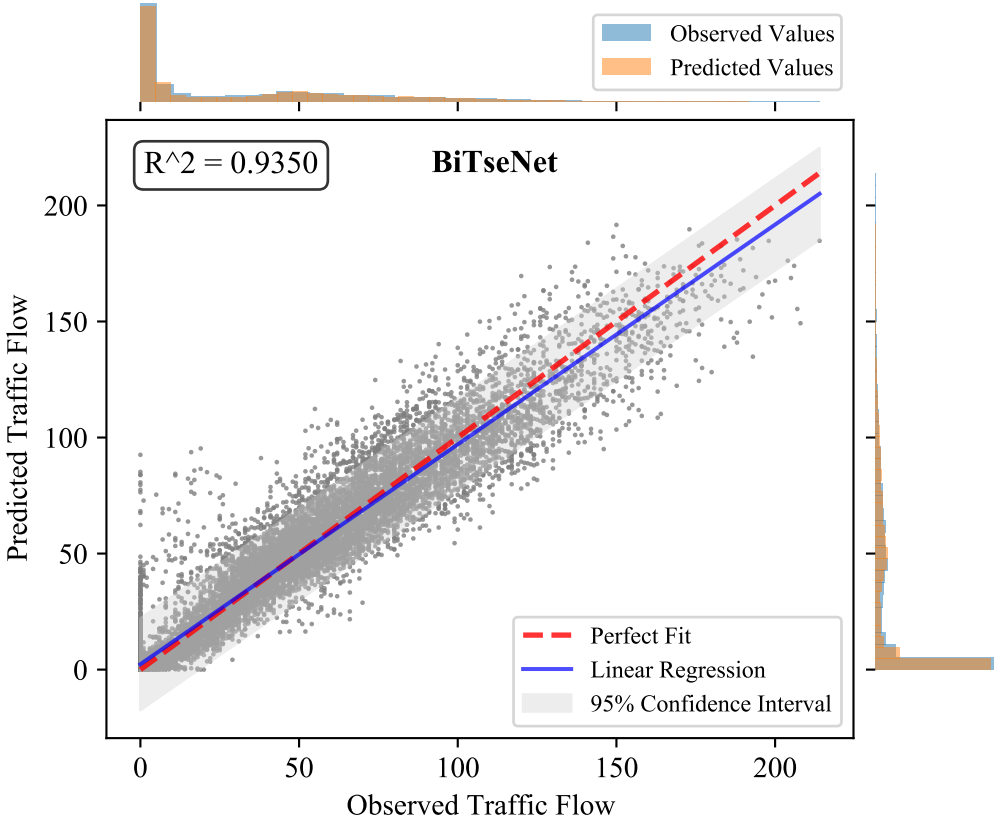 Observed Values
Predicted Values
R^2 = 0.9350
BiTseNet
Predicted Traffic Flow
200
150
100
50
0
Perfect Fit
Linear Regression
95% Confidence Interval
0 50 100 150 200
Observed Traffic Flow